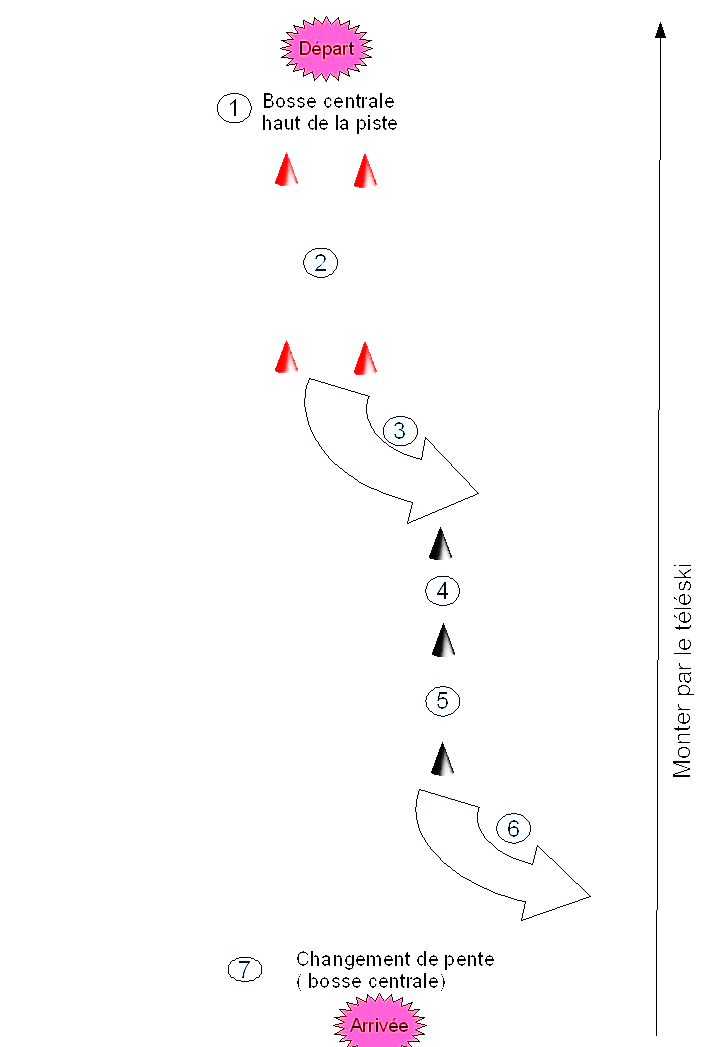 Départ
1
Bosse centrale
haut de la piste
2
3
4
5
6
7
Changement de pente
( bosse centrale)
Arrivée
Monter par le téléski